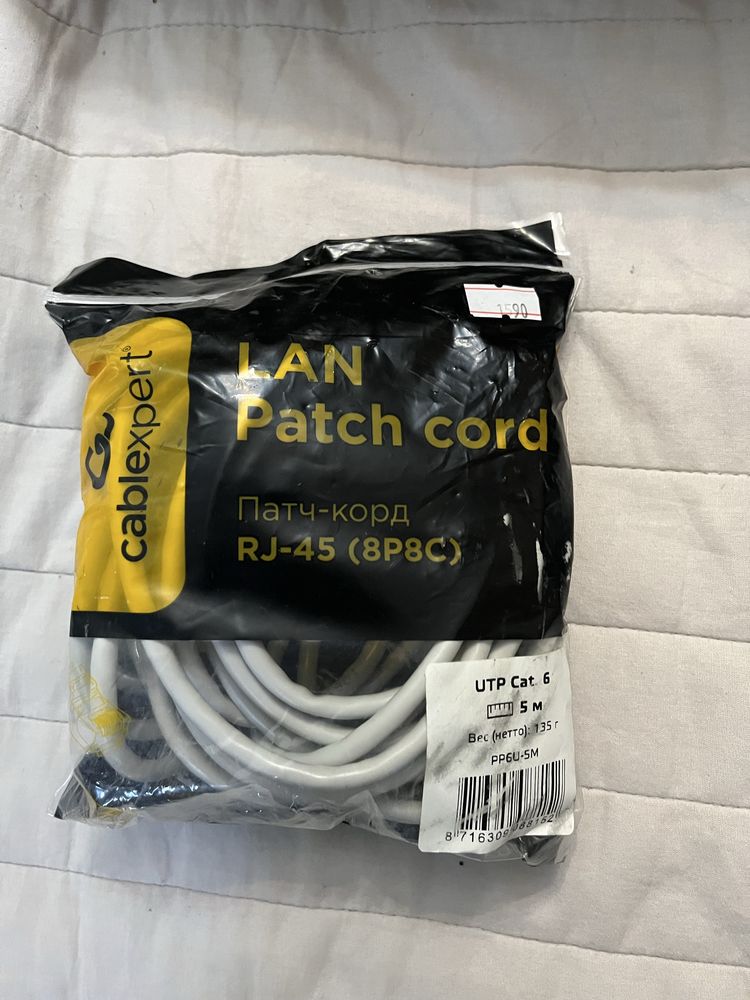 1590
cablexpert®
LAN
Patch cord
Патч-корд
RJ-45 (8P8C)
UTP Cat. 6
5 м
Вес (нетто): 135 г
PP6U-5M